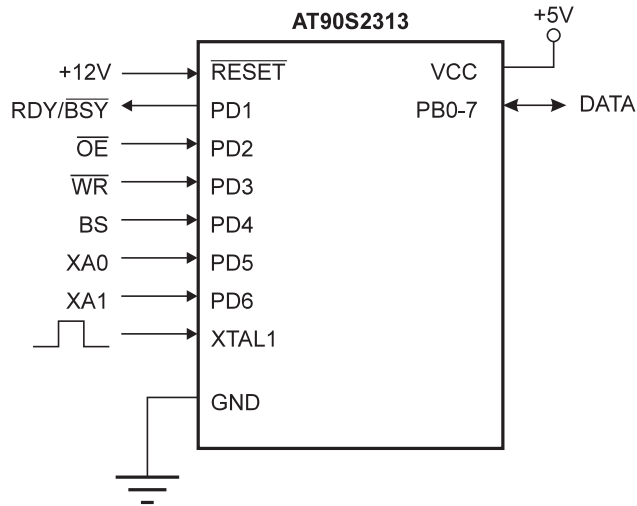 AT90S2313
+5V
+12V RESET VCC
RDY/BSY PD1 PB0-7 DATA
OE PD2
WR PD3
BS PD4
XA0 PD5
XA1 PD6
XTAL1
GND